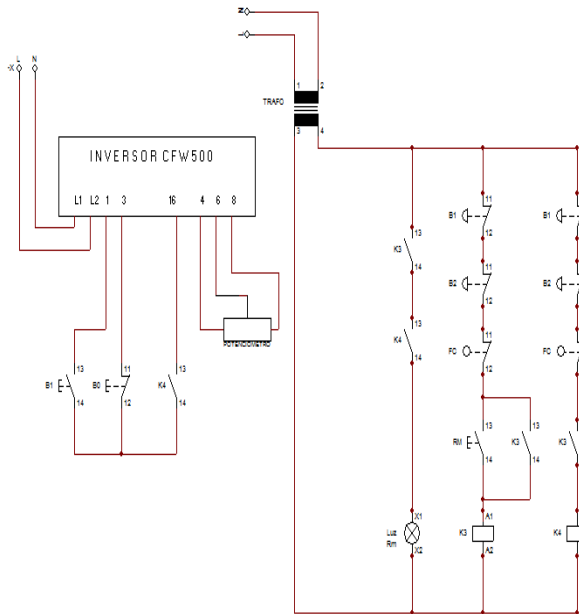 N
L N
-X
1 2
TRAFO
3 4
INVERSOR CFW500
L1 L2 1 3 16 4 6 8
POTENCIOMETRO
B1 13 14
B0 11 12
K4 13 14
K3 13 14
K4 13 14
Luz Rm X1 X2
B1 11 12
B2 11 12
FC 11 12
RM 13 14
K3 13 14
K3 A1 A2
B1
B2
FC
K3
K4